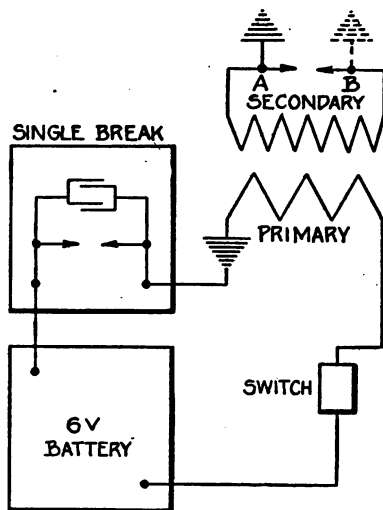 A B
SECONDARY
SINGLE BREAK
PRIMARY
SWITCH
6V
BATTERY